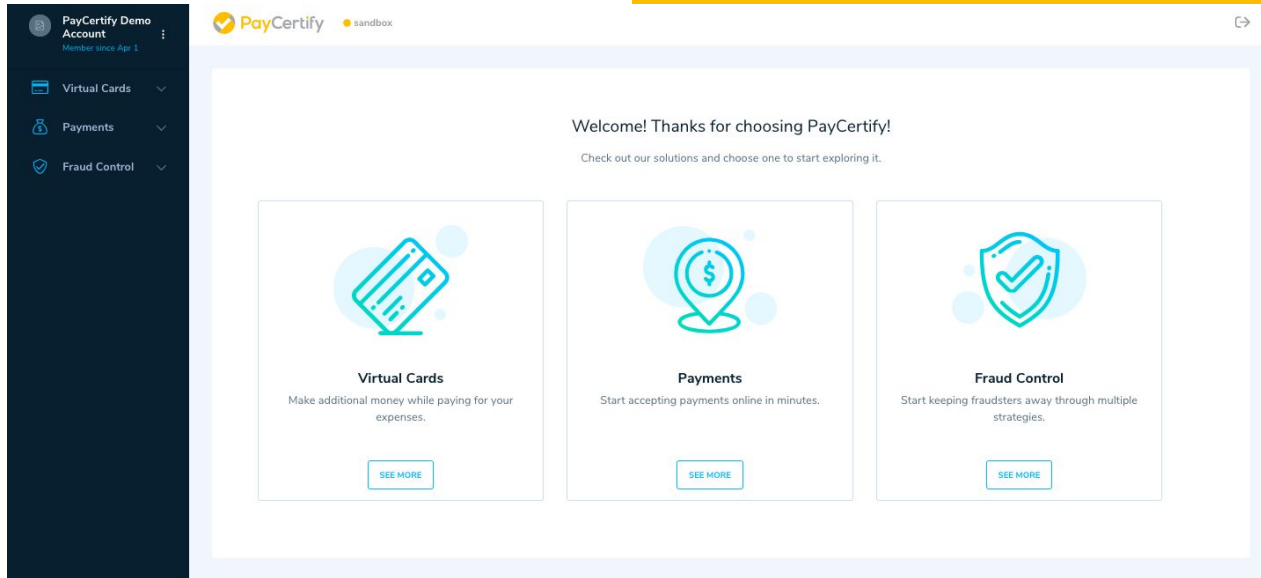 PayCertify Demo
Account
Member since Apr 1
Virtual Cards
Payments
Fraud Control
PayCertify
sandbox
Welcome! Thanks for choosing PayCertify!
Check out our solutions and choose one to start exploring it.
Virtual Cards
Make additional money while paying for your
expenses.
SEE MORE
Payments
Start accepting payments online in minutes.
SEE MORE
Fraud Control
Start keeping fraudsters away through multiple
strategies.
SEE MORE